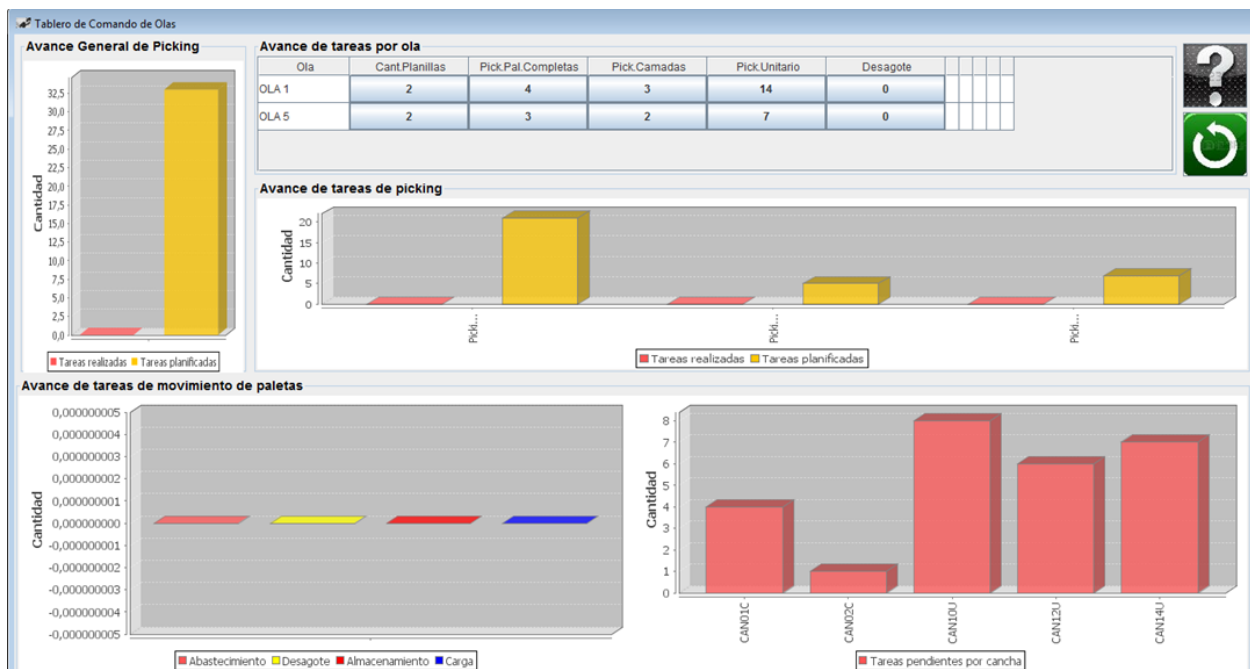 Tablero de Comando de Olas
Avance General de Picking
Cantidad
32,5
30,0
27,5
25,0
22,5
20,0
17,5
15,0
12,5
10,0
7,5
5,0
2,5
0,0
Tareas realizadas Tareas planificadas
Avance de tareas por ola
Ola Cant.Planillas Pick.Pal.Completas Pick.Camadas Pick.Unitario Desagote
OLA 1 2 4 3 14 0
OLA 5 2 3 2 7 0
?
Avance de tareas de picking
Cantidad
20
15
10
5
0
Picki... Picki... Picki...
Tareas realizadas Tareas planificadas
Avance de tareas de movimiento de paletas
Cantidad
0,000000005
0,000000004
0,000000003
0,000000002
0,000000001
0,000000000
-0,000000001
-0,000000002
-0,000000003
-0,000000004
-0,000000005
Abastecimiento Desagote Almacenamiento Carga
Cantidad
8
7
6
5
4
3
2
1
0
CAN01C CAN02C CAN10U CAN12U CAN14U
Tareas pendientes por cancha